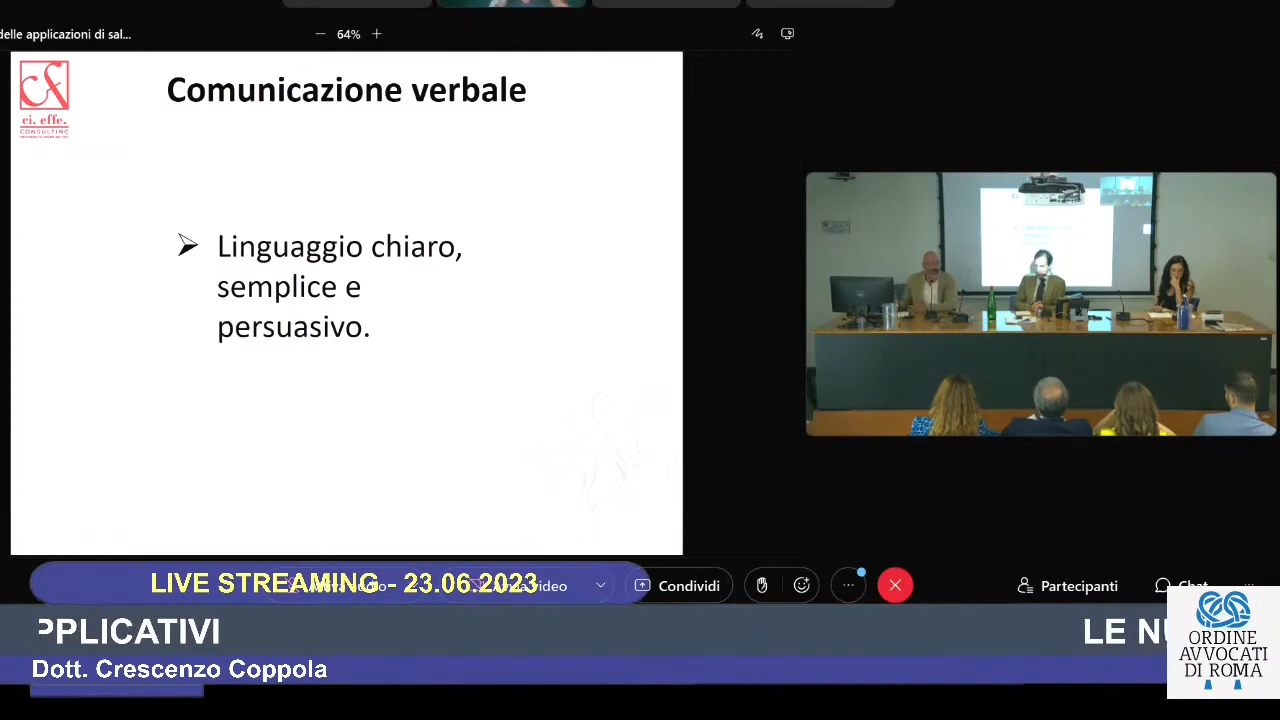 delle applicazioni di sal...
64%
Comunicazione verbale
ci. effe.
CONSULTING
Linguaggio chiaro,
semplice e
persuasivo.
LIVE STREAMING - 23.06.2023
Condividi
Partecipanti
Chat
PPLICATIVI
LE NU
Dott. Crescenzo Coppola
ORDINE
AVVOCATI
DI ROMA